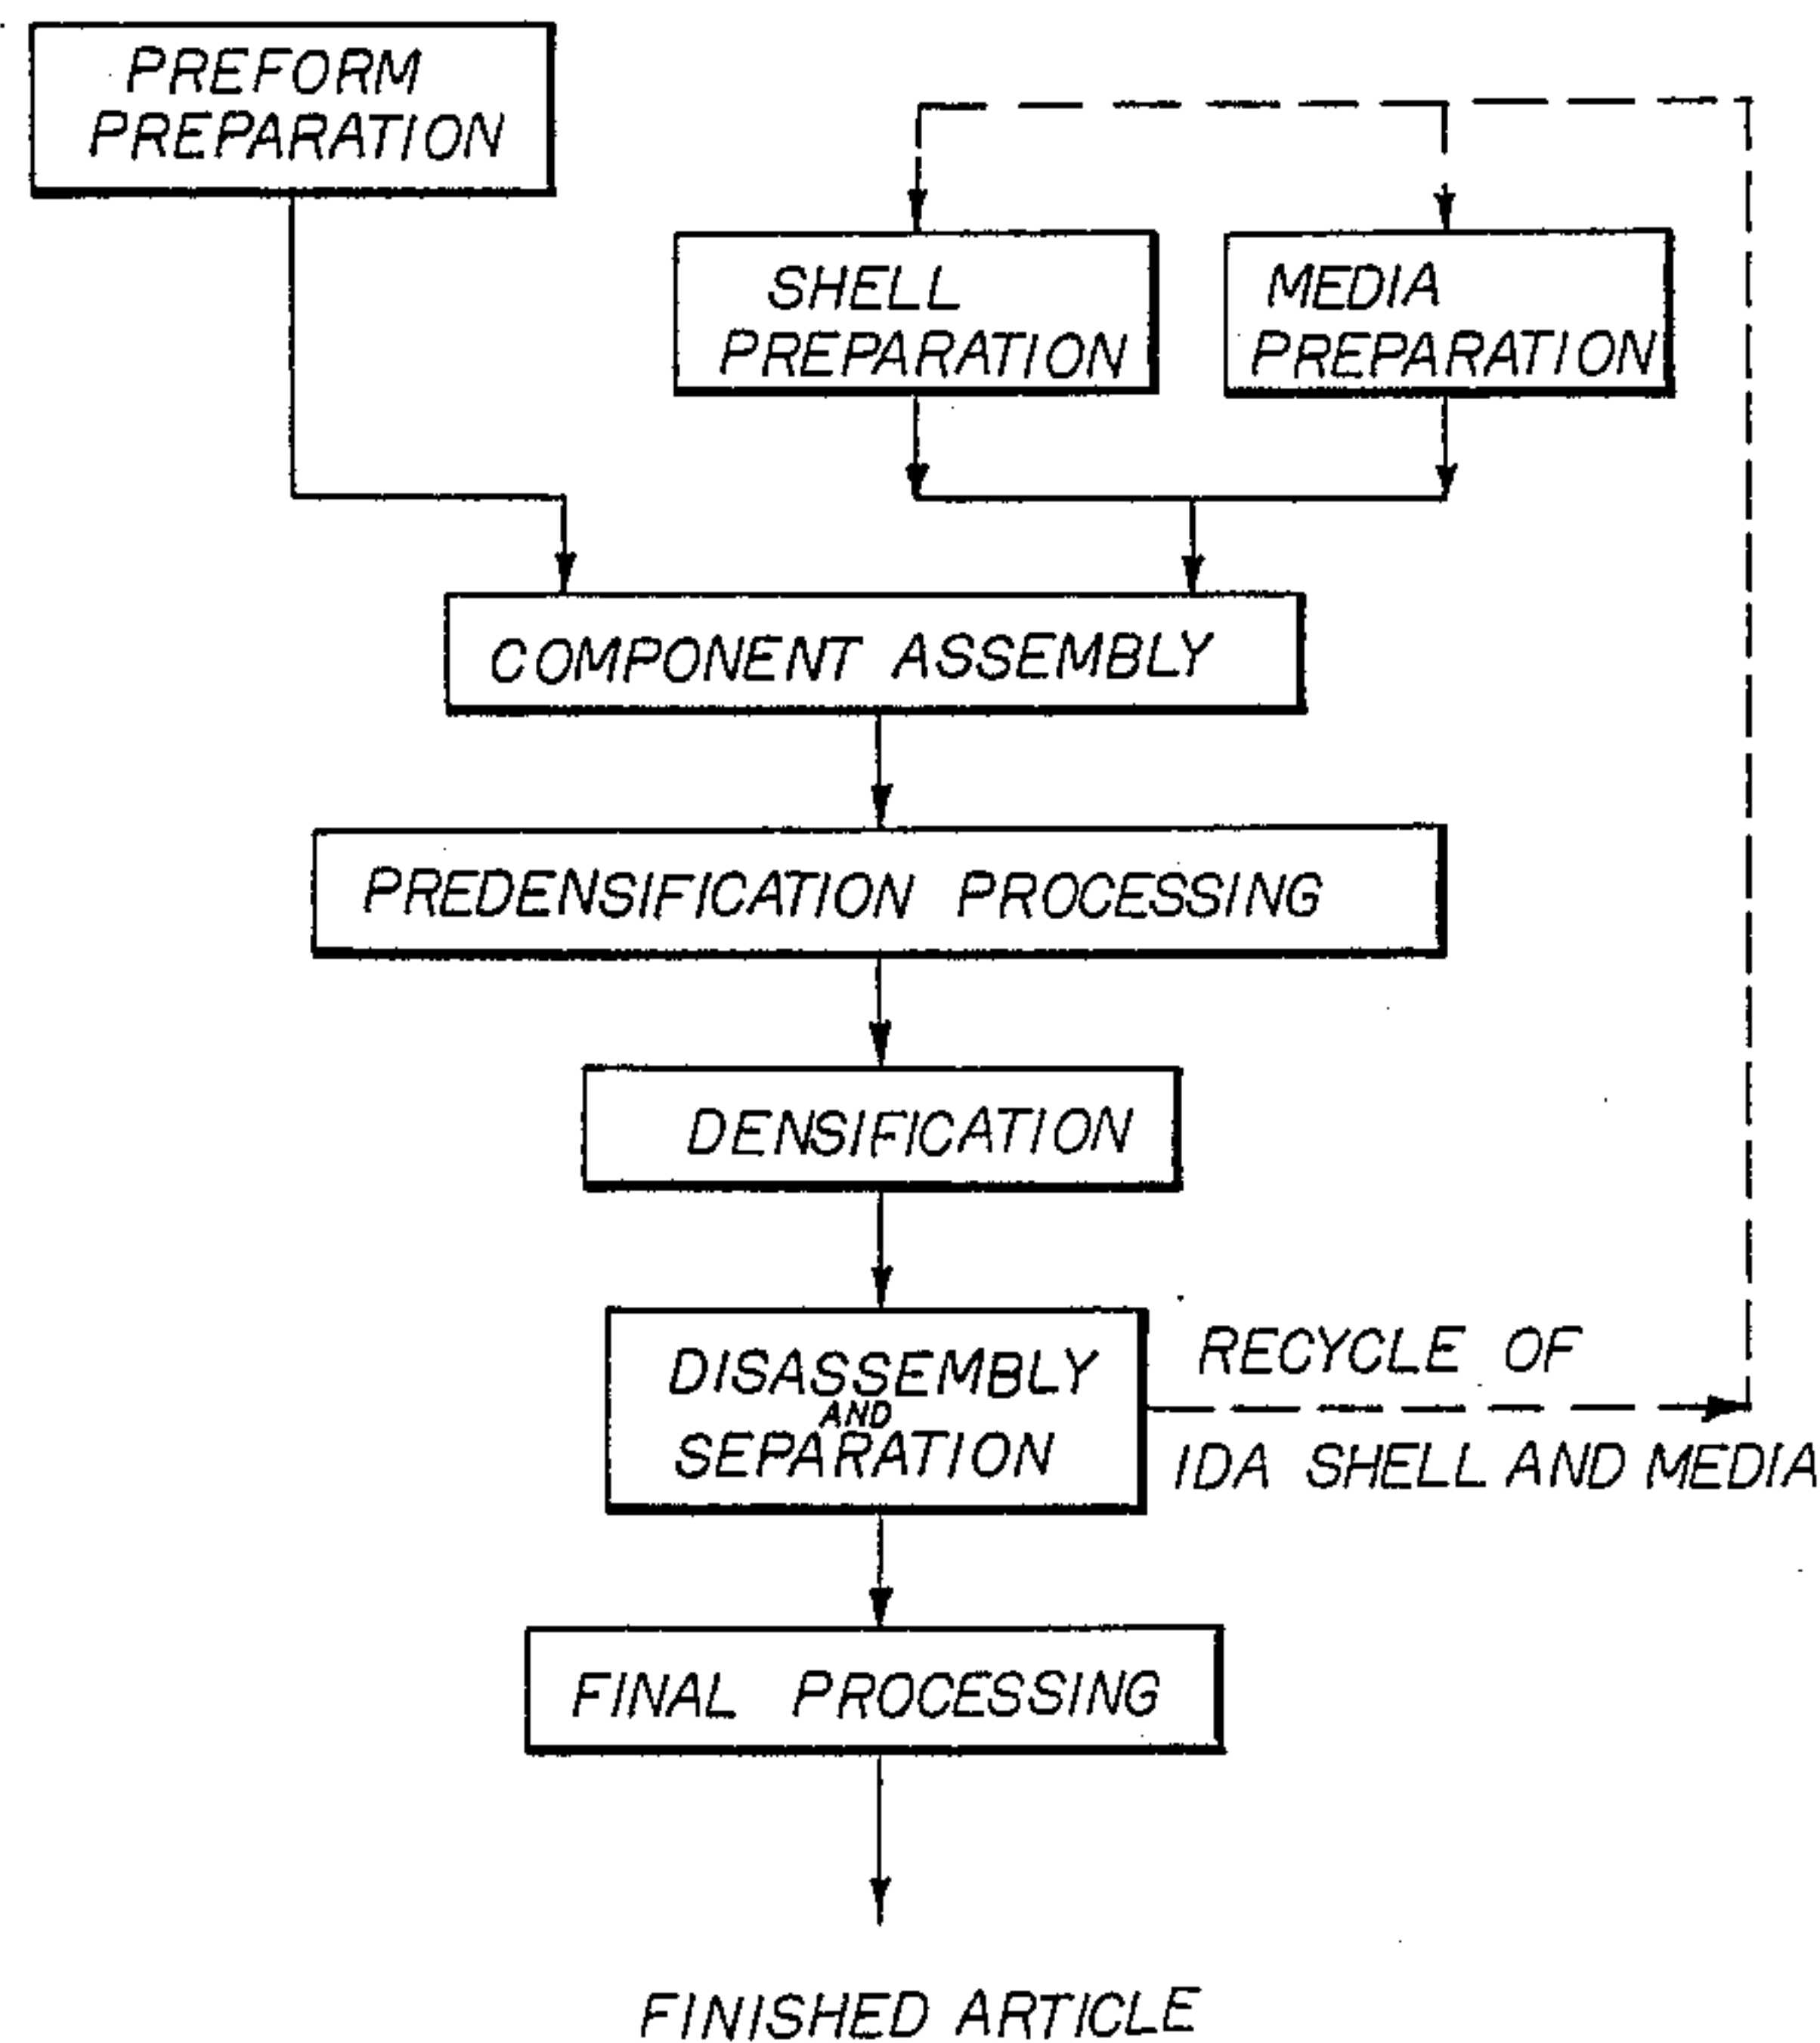 PREFORM
PREPARATION
SHELL
PREPARATION
MEDIA
PREPARATION
COMPONENT ASSEMBLY
PREDENSIFICATION PROCESSING
DENSIFICATION
DISASSEMBLY
AND
SEPARATION
RECYCLE OF
IDA SHELL AND MEDIA
FINAL PROCESSING
FINISHED ARTICLE